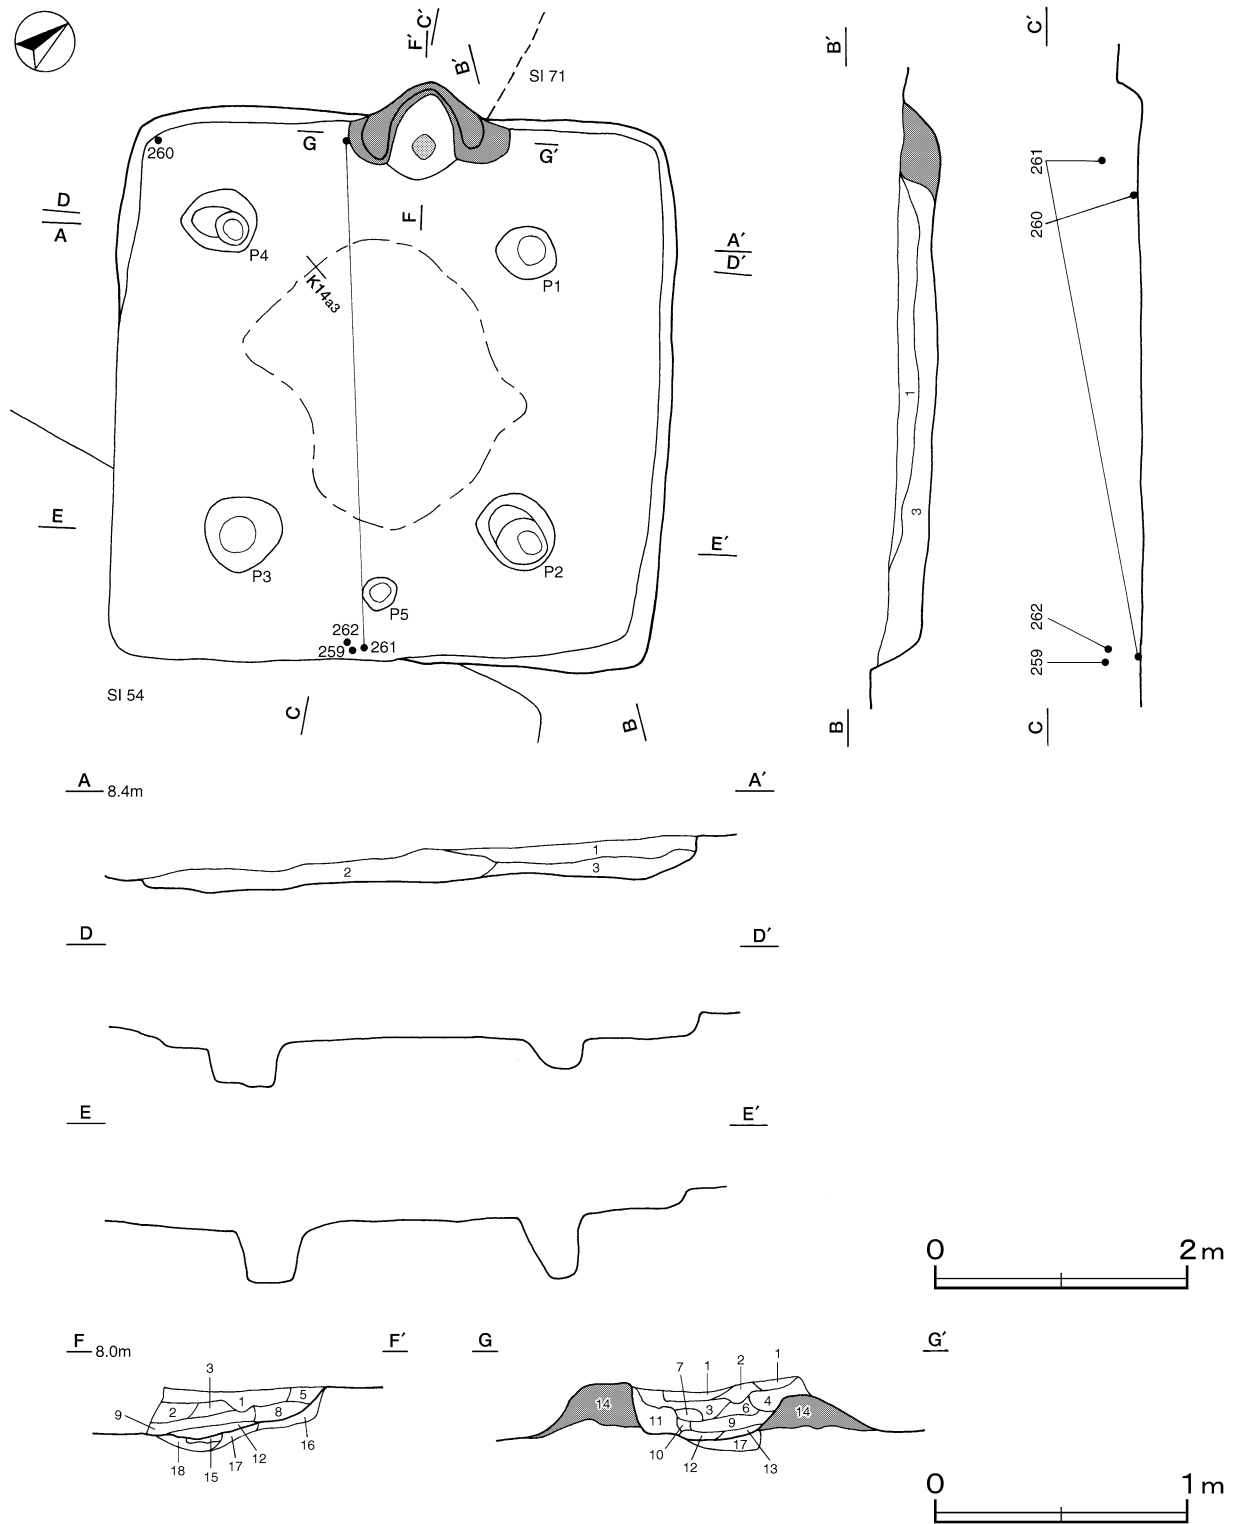 F′ C′
B′
SI 71
B′
C′
G
G′
260
261
D
A
F
A′
D′
260
P4
P1
K14a3
1
E
3
E′
P3
P2
P5
262
262
259 261
259
SI 54
C
B
B
C
A 8.4m
A′
1
2
3
D
D′
E
E′
0 2m
F 8.0m
F′
G
G′
3
7 1 2 1
1 5
2 8
9
16
18 15 17 12
14
3 6 4
14
11 9
10
17
12 13
0 1m